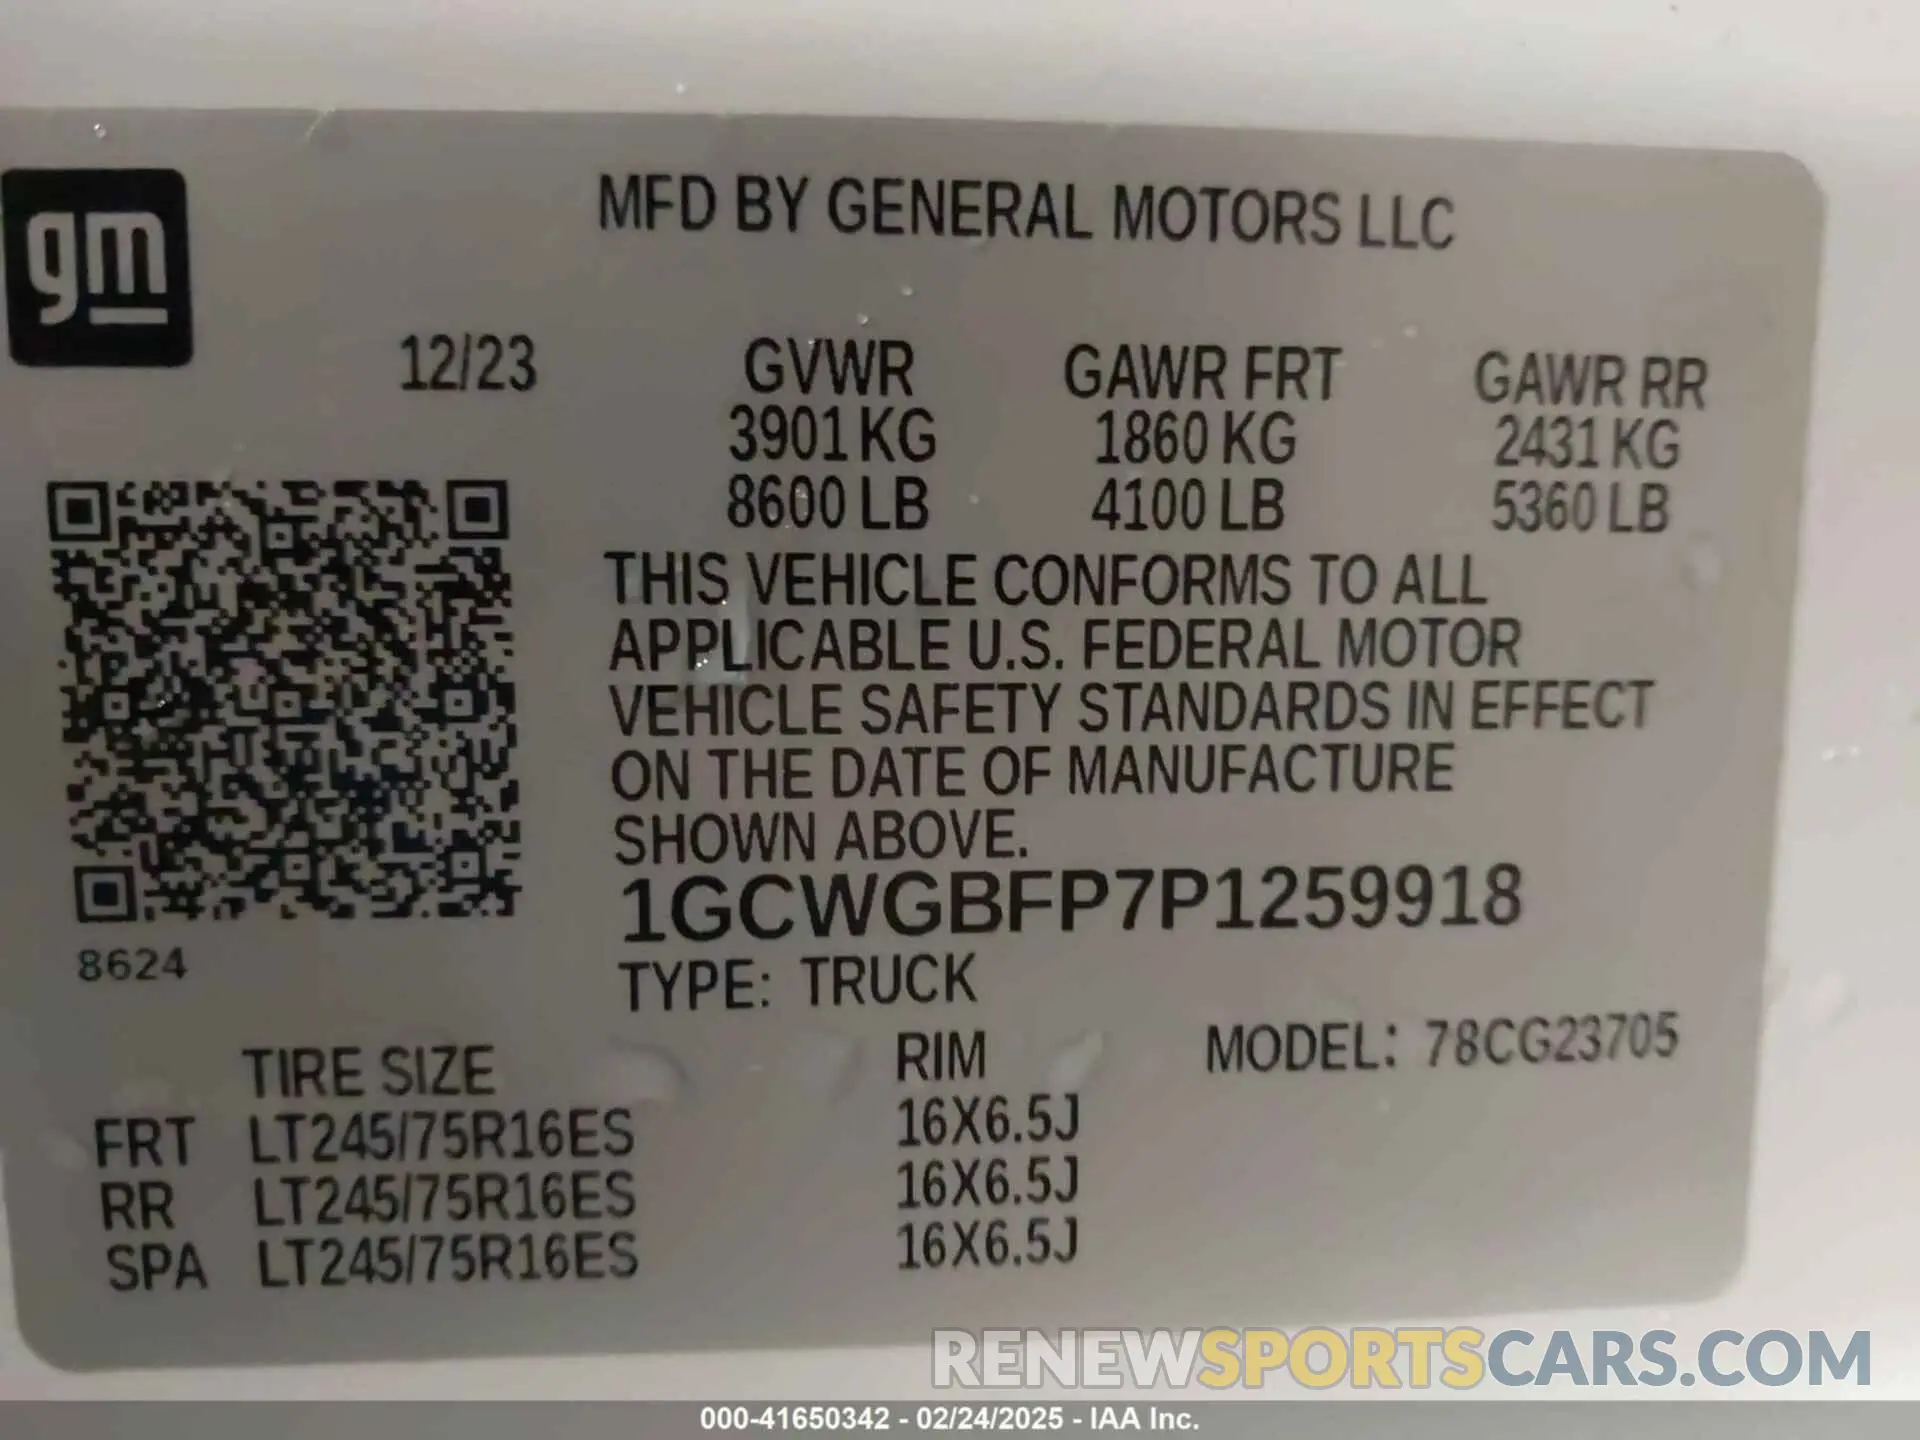 gm
MFD BY GENERAL MOTORS LLC
12/23 GVWR GAWR FRT GAWR RR
3901 KG 1860 KG 2431 KG
8600 LB 4100 LB 5360 LB
THIS VEHICLE CONFORMS TO ALL
APPLICABLE U.S. FEDERAL MOTOR
VEHICLE SAFETY STANDARDS IN EFFECT
ON THE DATE OF MANUFACTURE
SHOWN ABOVE.
1GCWGBFP7P1259918
8624
TYPE: TRUCK
TIRE SIZE RIM MODEL: 78CG23705
FRT LT245/75R16ES 16X6.5J
RR LT245/75R16ES 16X6.5J
SPA LT245/75R16ES 16X6.5J
RENEWSPORTSCARS.COM
000-41650342 - 02/24/2025 - IAA Inc.